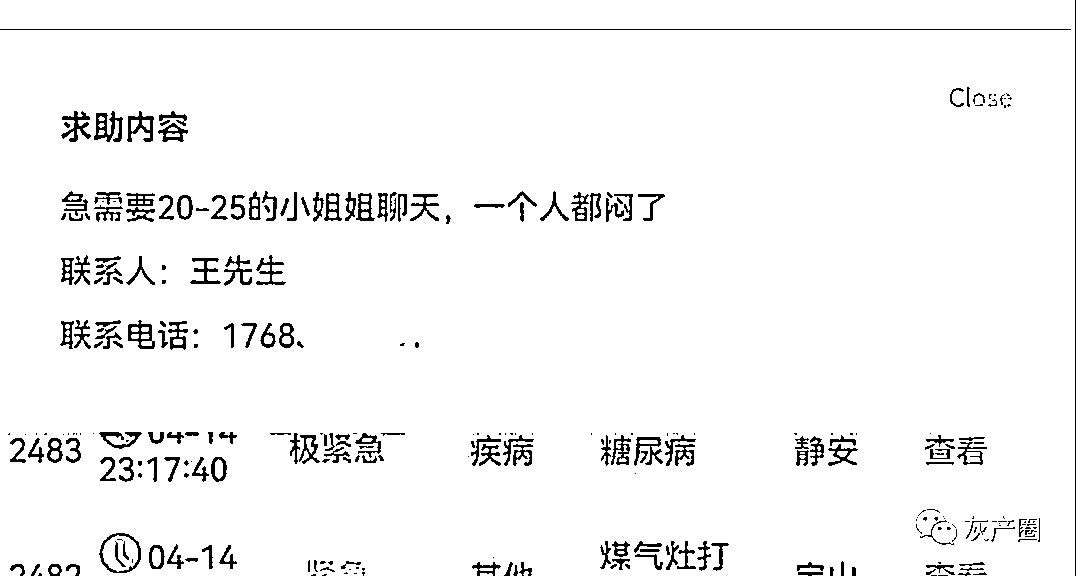 Close
求助内容
急需要20-25的小姐姐聊天，一个人都闷了
联系人：王先生
联系电话：1768
04-14
2483 23:17:40 极紧急 疾病 糖尿病 静安 查看
灰产圈
04-14 紧急 其他 煤气灶打 宝山 查看
2482